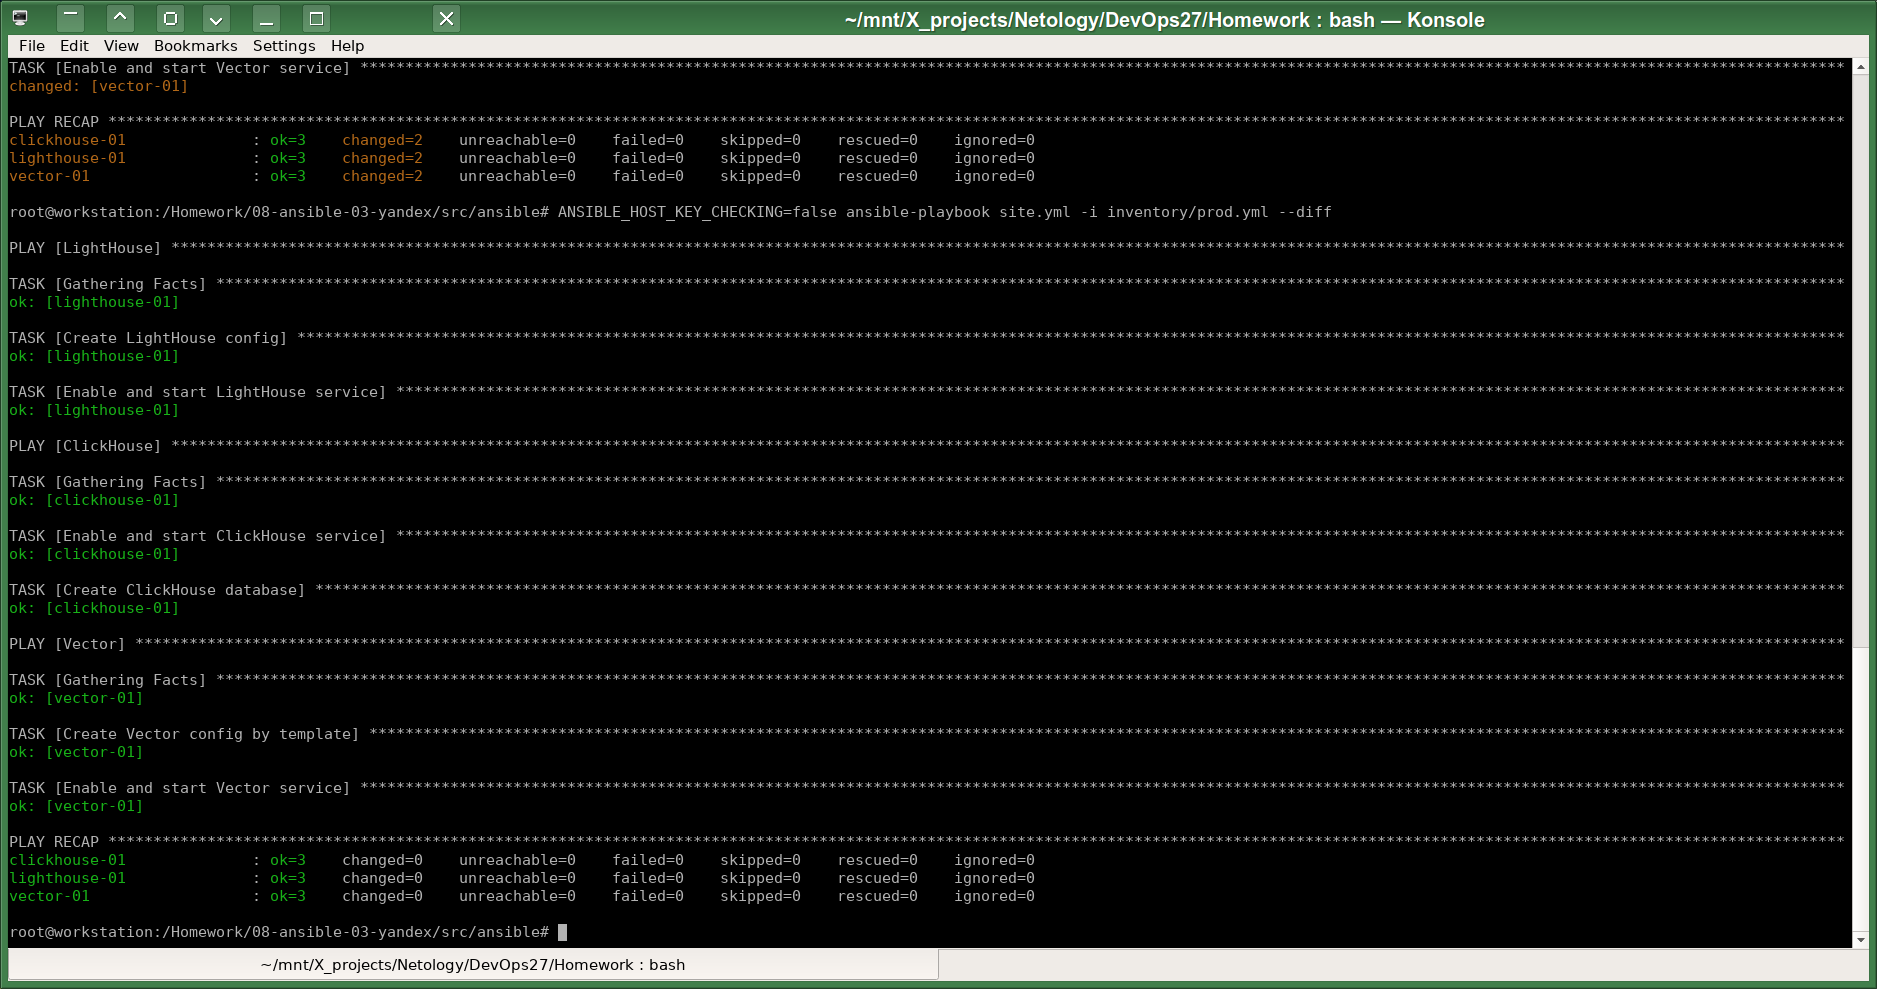 ~/mnt/X_projects/Netology/DevOps27/Homework : bash — Konsole
File Edit View Bookmarks Settings Help
TASK [Enable and start Vector service] *********************************************************************************************************************************************************************
changed: [vector-01]
PLAY RECAP *************************************************************************************************************************************************************************************************
clickhouse-01              : ok=3    changed=2    unreachable=0    failed=0    skipped=0    rescued=0    ignored=0
lighthouse-01              : ok=3    changed=2    unreachable=0    failed=0    skipped=0    rescued=0    ignored=0
vector-01                  : ok=3    changed=2    unreachable=0    failed=0    skipped=0    rescued=0    ignored=0
root@workstation:/Homework/08-ansible-03-yandex/src/ansible# ANSIBLE_HOST_KEY_CHECKING=false ansible-playbook site.yml -i inventory/prod.yml --diff
PLAY [LightHouse] ******************************************************************************************************************************************************************************************
TASK [Gathering Facts] *************************************************************************************************************************************************************************************
ok: [lighthouse-01]
TASK [Create LightHouse config] ****************************************************************************************************************************************************************************
ok: [lighthouse-01]
TASK [Enable and start LightHouse service] *****************************************************************************************************************************************************************
ok: [lighthouse-01]
PLAY [ClickHouse] ******************************************************************************************************************************************************************************************
TASK [Gathering Facts] *************************************************************************************************************************************************************************************
ok: [clickhouse-01]
TASK [Enable and start ClickHouse service] *****************************************************************************************************************************************************************
ok: [clickhouse-01]
TASK [Create ClickHouse database] **************************************************************************************************************************************************************************
ok: [clickhouse-01]
PLAY [Vector] **********************************************************************************************************************************************************************************************
TASK [Gathering Facts] *************************************************************************************************************************************************************************************
ok: [vector-01]
TASK [Create Vector config by template] ********************************************************************************************************************************************************************
ok: [vector-01]
TASK [Enable and start Vector service] *********************************************************************************************************************************************************************
ok: [vector-01]
PLAY RECAP *************************************************************************************************************************************************************************************************
clickhouse-01              : ok=3    changed=0    unreachable=0    failed=0    skipped=0    rescued=0    ignored=0
lighthouse-01              : ok=3    changed=0    unreachable=0    failed=0    skipped=0    rescued=0    ignored=0
vector-01                  : ok=3    changed=0    unreachable=0    failed=0    skipped=0    rescued=0    ignored=0
root@workstation:/Homework/08-ansible-03-yandex/src/ansible#
~/mnt/X_projects/Netology/DevOps27/Homework : bash